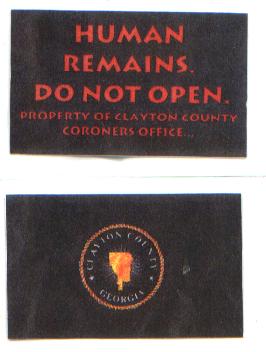 HUMAN
REMAINS.
DO NOT OPEN.
PROPERTY OF CLAYTON COUNTY
CORONERS OFFICE...
CLAYTON COUNTY
GEORGIA